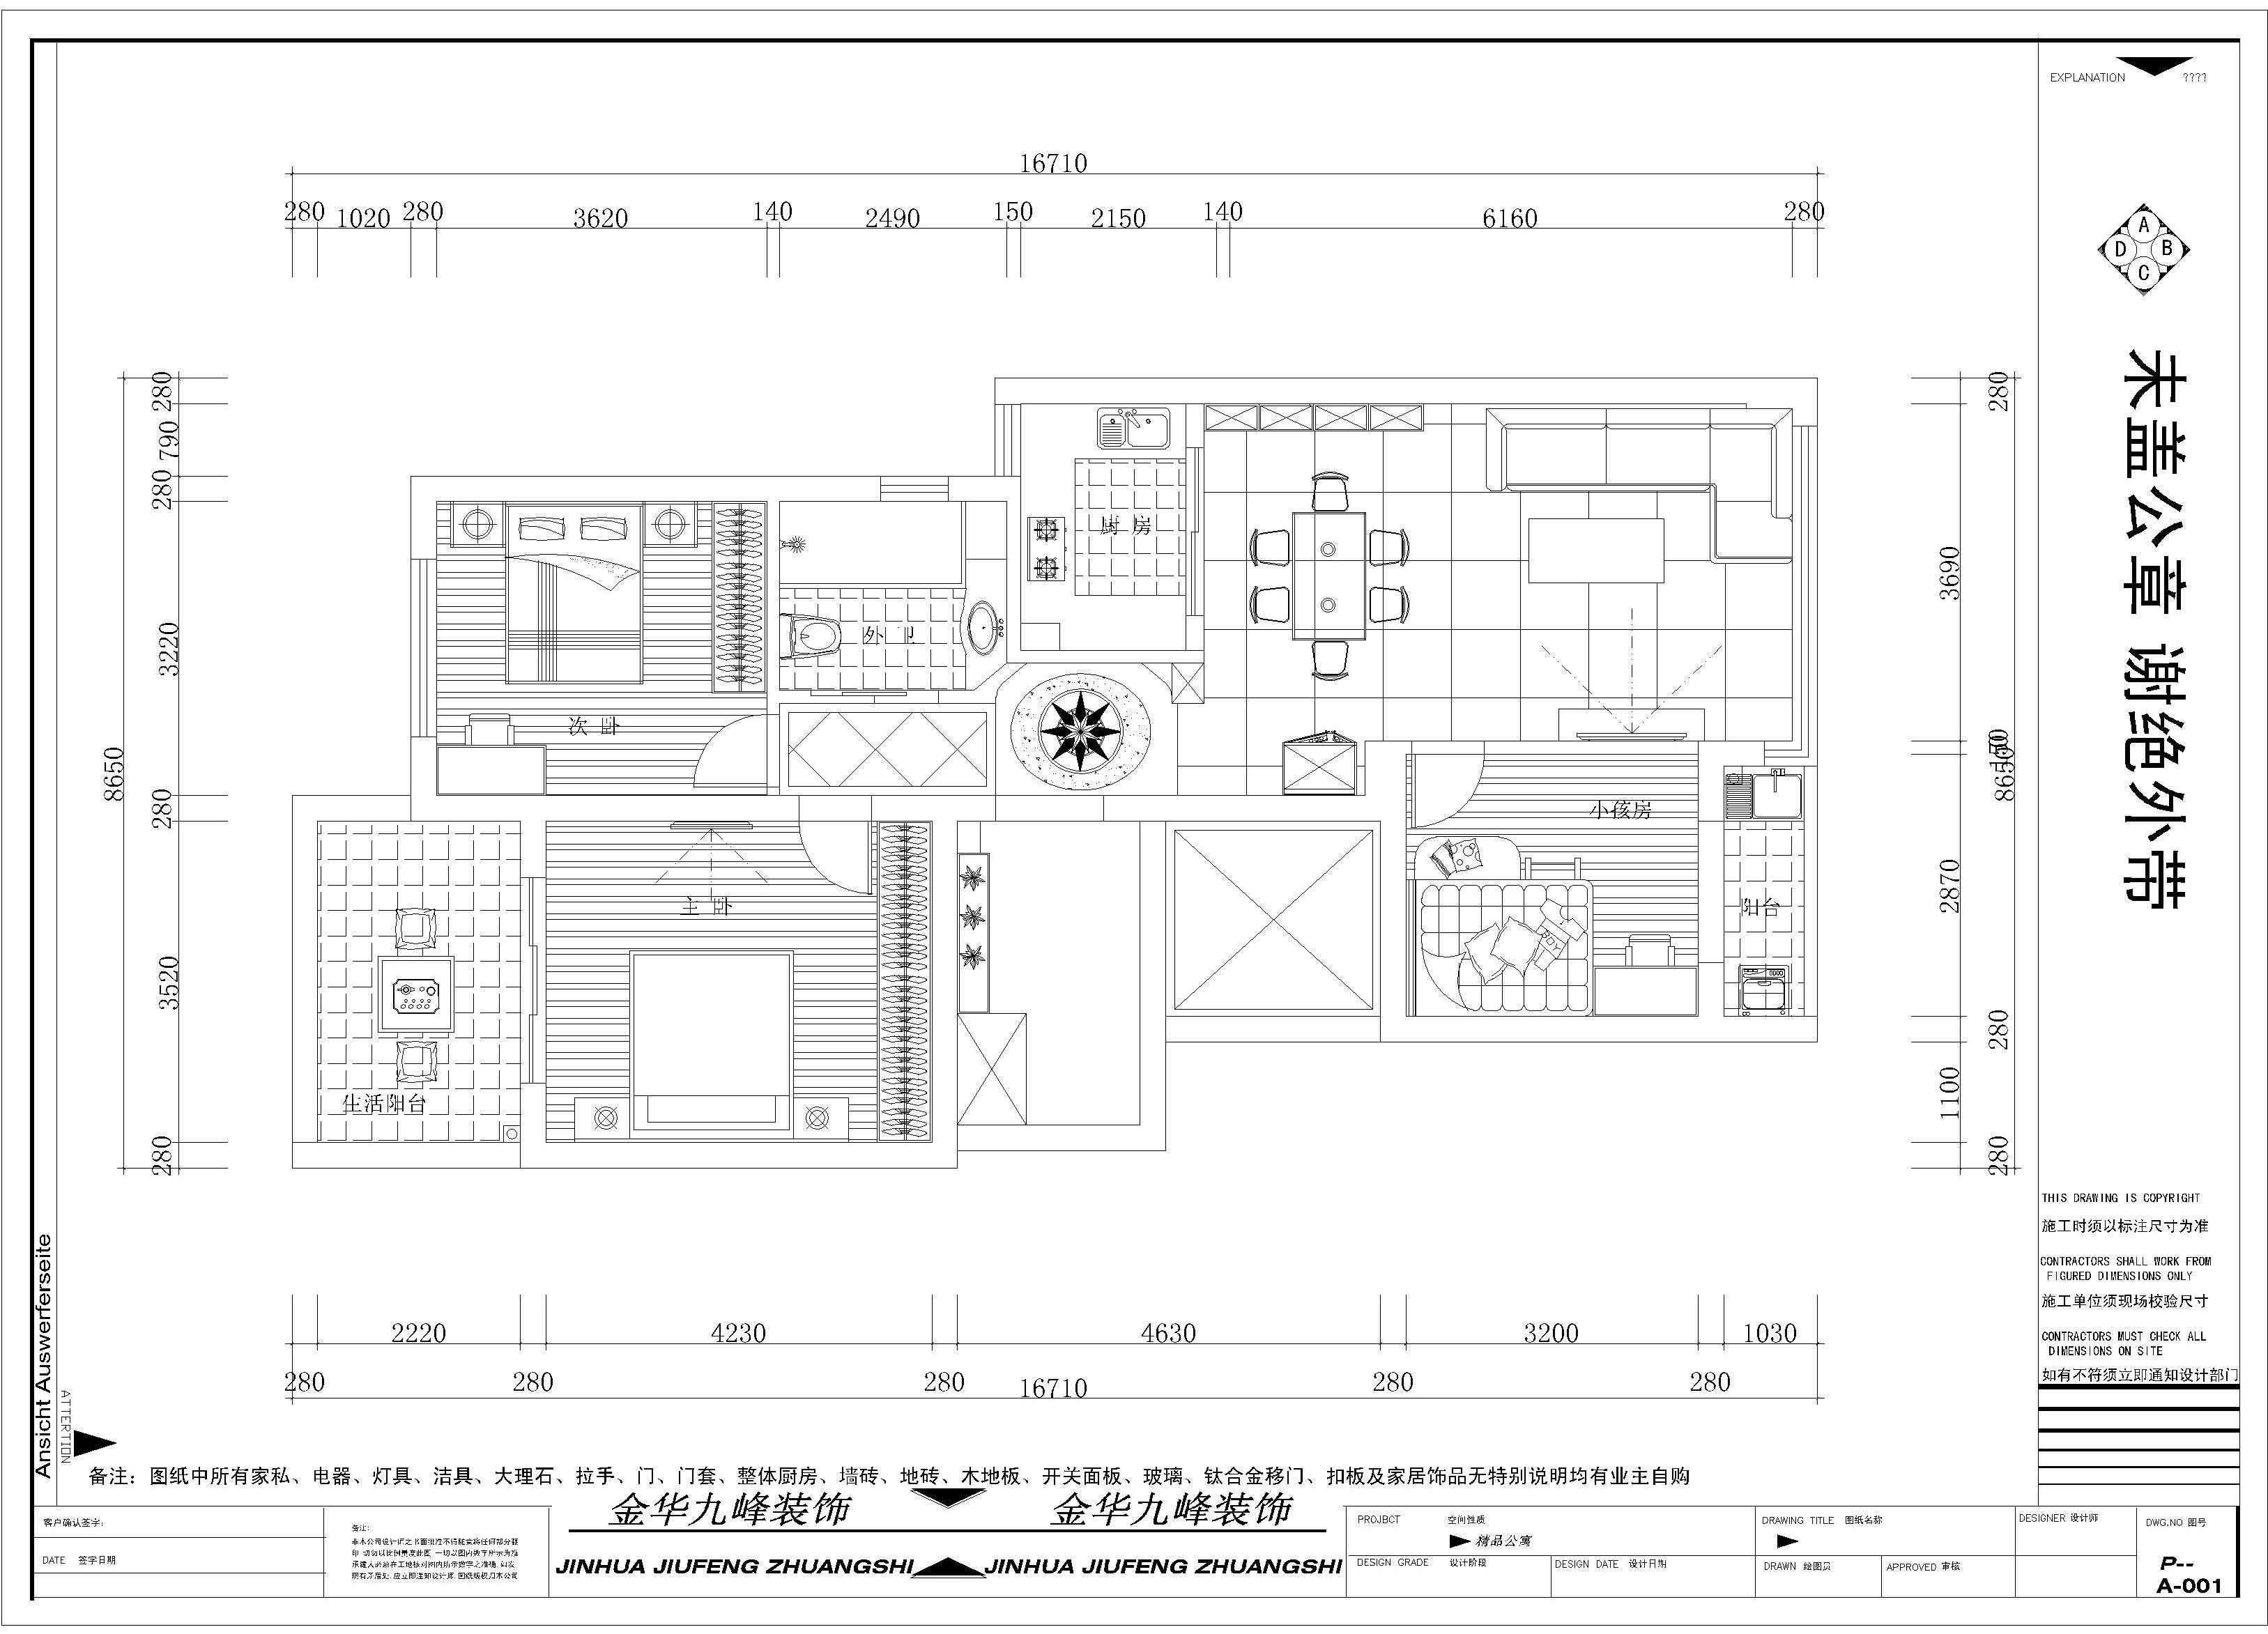 EXPLANATION ????
16710
280 1020 280 3620 140 2490 150 2150 140 6160 280
A
D B
C
未盖公章 谢绝外带
280
790
280
3220
280
3520
280
8650
280
3690
150
2870
280
1100
280
8650
厨 房
外 卫
次 卧
小孩房
主 卧
阳台
BOY
生活阳台
2220 4230 4630 3200 1030
280 280 280 280 280
16710
THIS DRAWING IS COPYRIGHT
施工时须以标注尺寸为准
CONTRACTORS SHALL WORK FROM
FIGURED DIMENSIONS ONLY
施工单位须现场校验尺寸
CONTRACTORS MUST CHECK ALL
DIMENSIONS ON SITE
如有不符须立即通知设计部门
Ansicht Auswerferseite
ATTERTION
备注：图纸中所有家私、电器、灯具、洁具、大理石、拉手、门、门套、整体厨房、墙砖、地砖、木地板、开关面板、玻璃、钛合金移门、扣板及家居饰品无特别说明均有业主自购
客户确认签字:
DATE 签字日期
备注:
金华九峰装饰 金华九峰装饰
JINHUA JIUFENG ZHUANGSHI JINHUA JIUFENG ZHUANGSHI
PROJBCT 空间性质
精品公寓
DESIGN GRADE 设计阶段
DESIGN DATE 设计日期
DRAWING TITLE 图纸名称
DRAWN 绘图员
APPROVED 审核
DESIGNER 设计师
DWG.NO 图号
P--
A-001